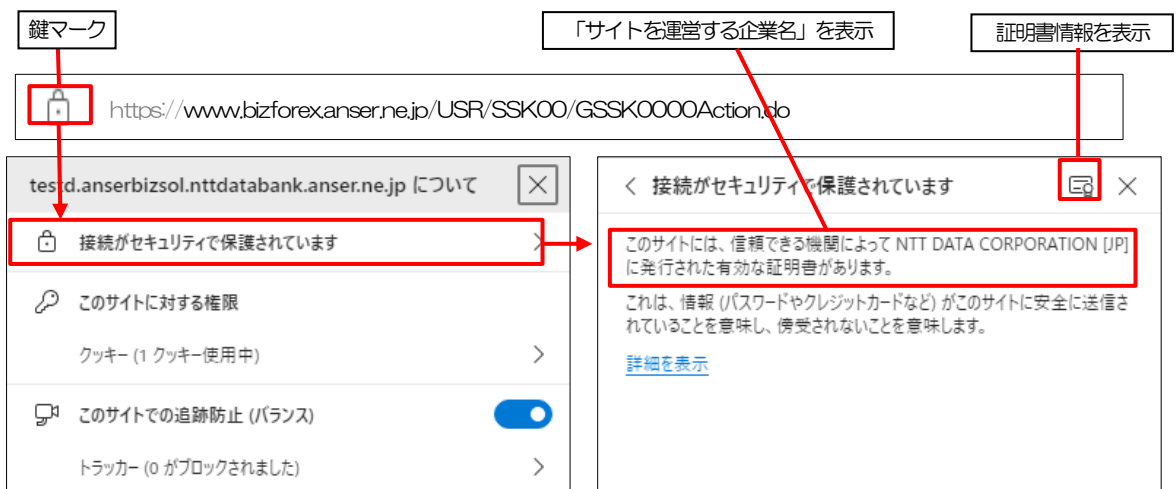 鍵マーク
「サイトを運営する企業名」を表示
証明書情報を表示
https://www.bizforex.anser.ne.jp/USR/SSK00/GSSK0000Action.do
testd.anserbizsol.nttdatabank.anser.ne.jp について
接続がセキュリティで保護されています
このサイトに対する権限
クッキー (1 クッキー使用中)
このサイトでの追跡防止 (バランス)
トラッカー (0 がブロックされました)
接続がセキュリティで保護されています
このサイトには、信頼できる機関によって NTT DATA CORPORATION [JP]
に発行された有効な証明書があります。
これは、情報 (パスワードやクレジットカードなど) がこのサイトに安全に送信さ
れていることを意味し、傍受されないことを意味します。
詳細を表示